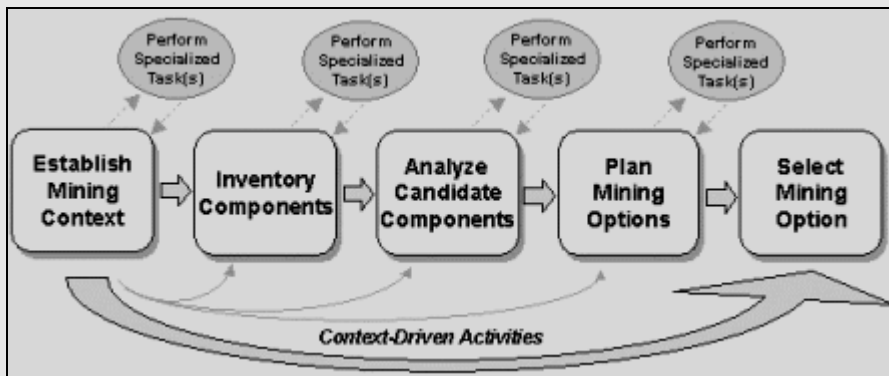 Perform
Specialized
Task(s)
Perform
Specialized
Task(s)
Perform
Specialized
Task(s)
Perform
Specialized
Task(s)
Establish
Mining
Context
Inventory
Components
Analyze
Candidate
Components
Plan
Mining
Options
Select
Mining
Option
Context-Driven Activities